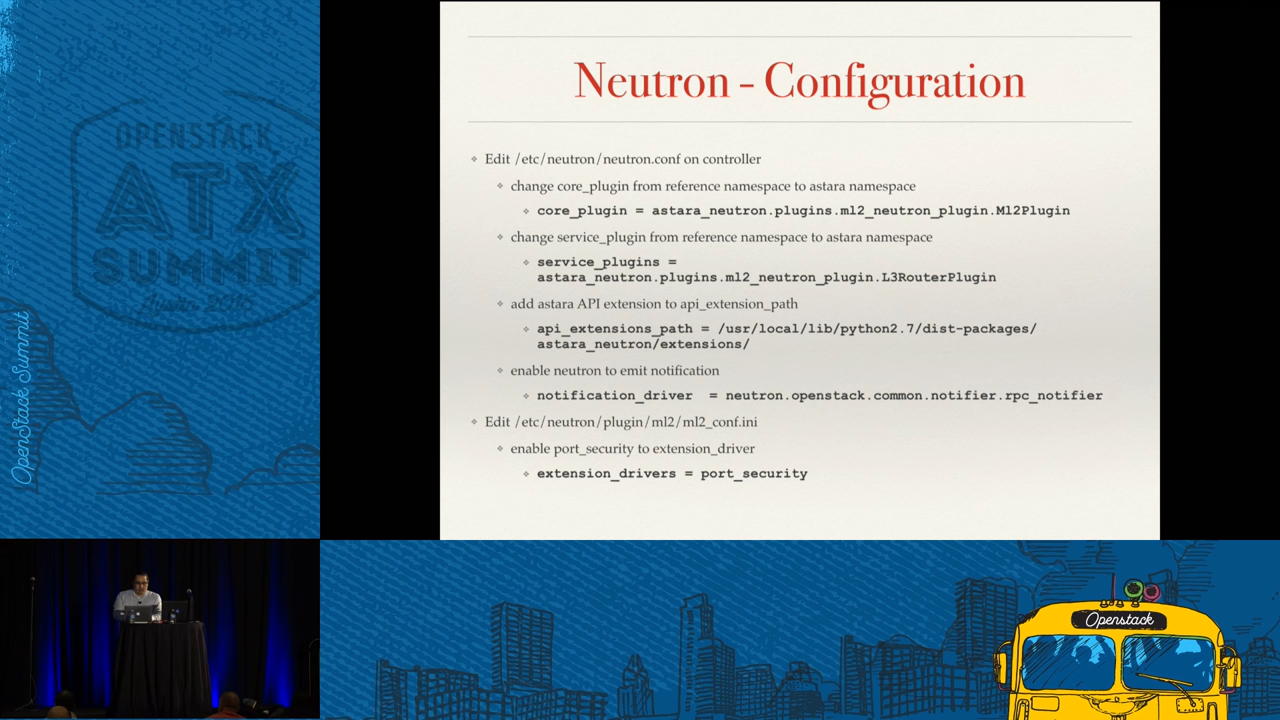 Neutron - Configuration
Edit /etc/neutron/neutron.conf on controller
change core_plugin from reference namespace to astara namespace
core_plugin = astara_neutron.plugins.ml2_neutron_plugin.Ml2Plugin
change service_plugin from reference namespace to astara namespace
service_plugins =
astara_neutron.plugins.ml2_neutron_plugin.L3RouterPlugin
add astara API extension to api_extension_path
api_extensions_path = /usr/local/lib/python2.7/dist-packages/
astara_neutron/extensions/
enable neutron to emit notification
notification_driver  = neutron.openstack.common.notifier.rpc_notifier
Edit /etc/neutron/plugin/ml2/ml2_conf.ini
enable port_security to extension_driver
extension_drivers = port_security
OPENSTACK
ATX
SUMMIT
Austin 2016
OpenStack Summit
Openstack